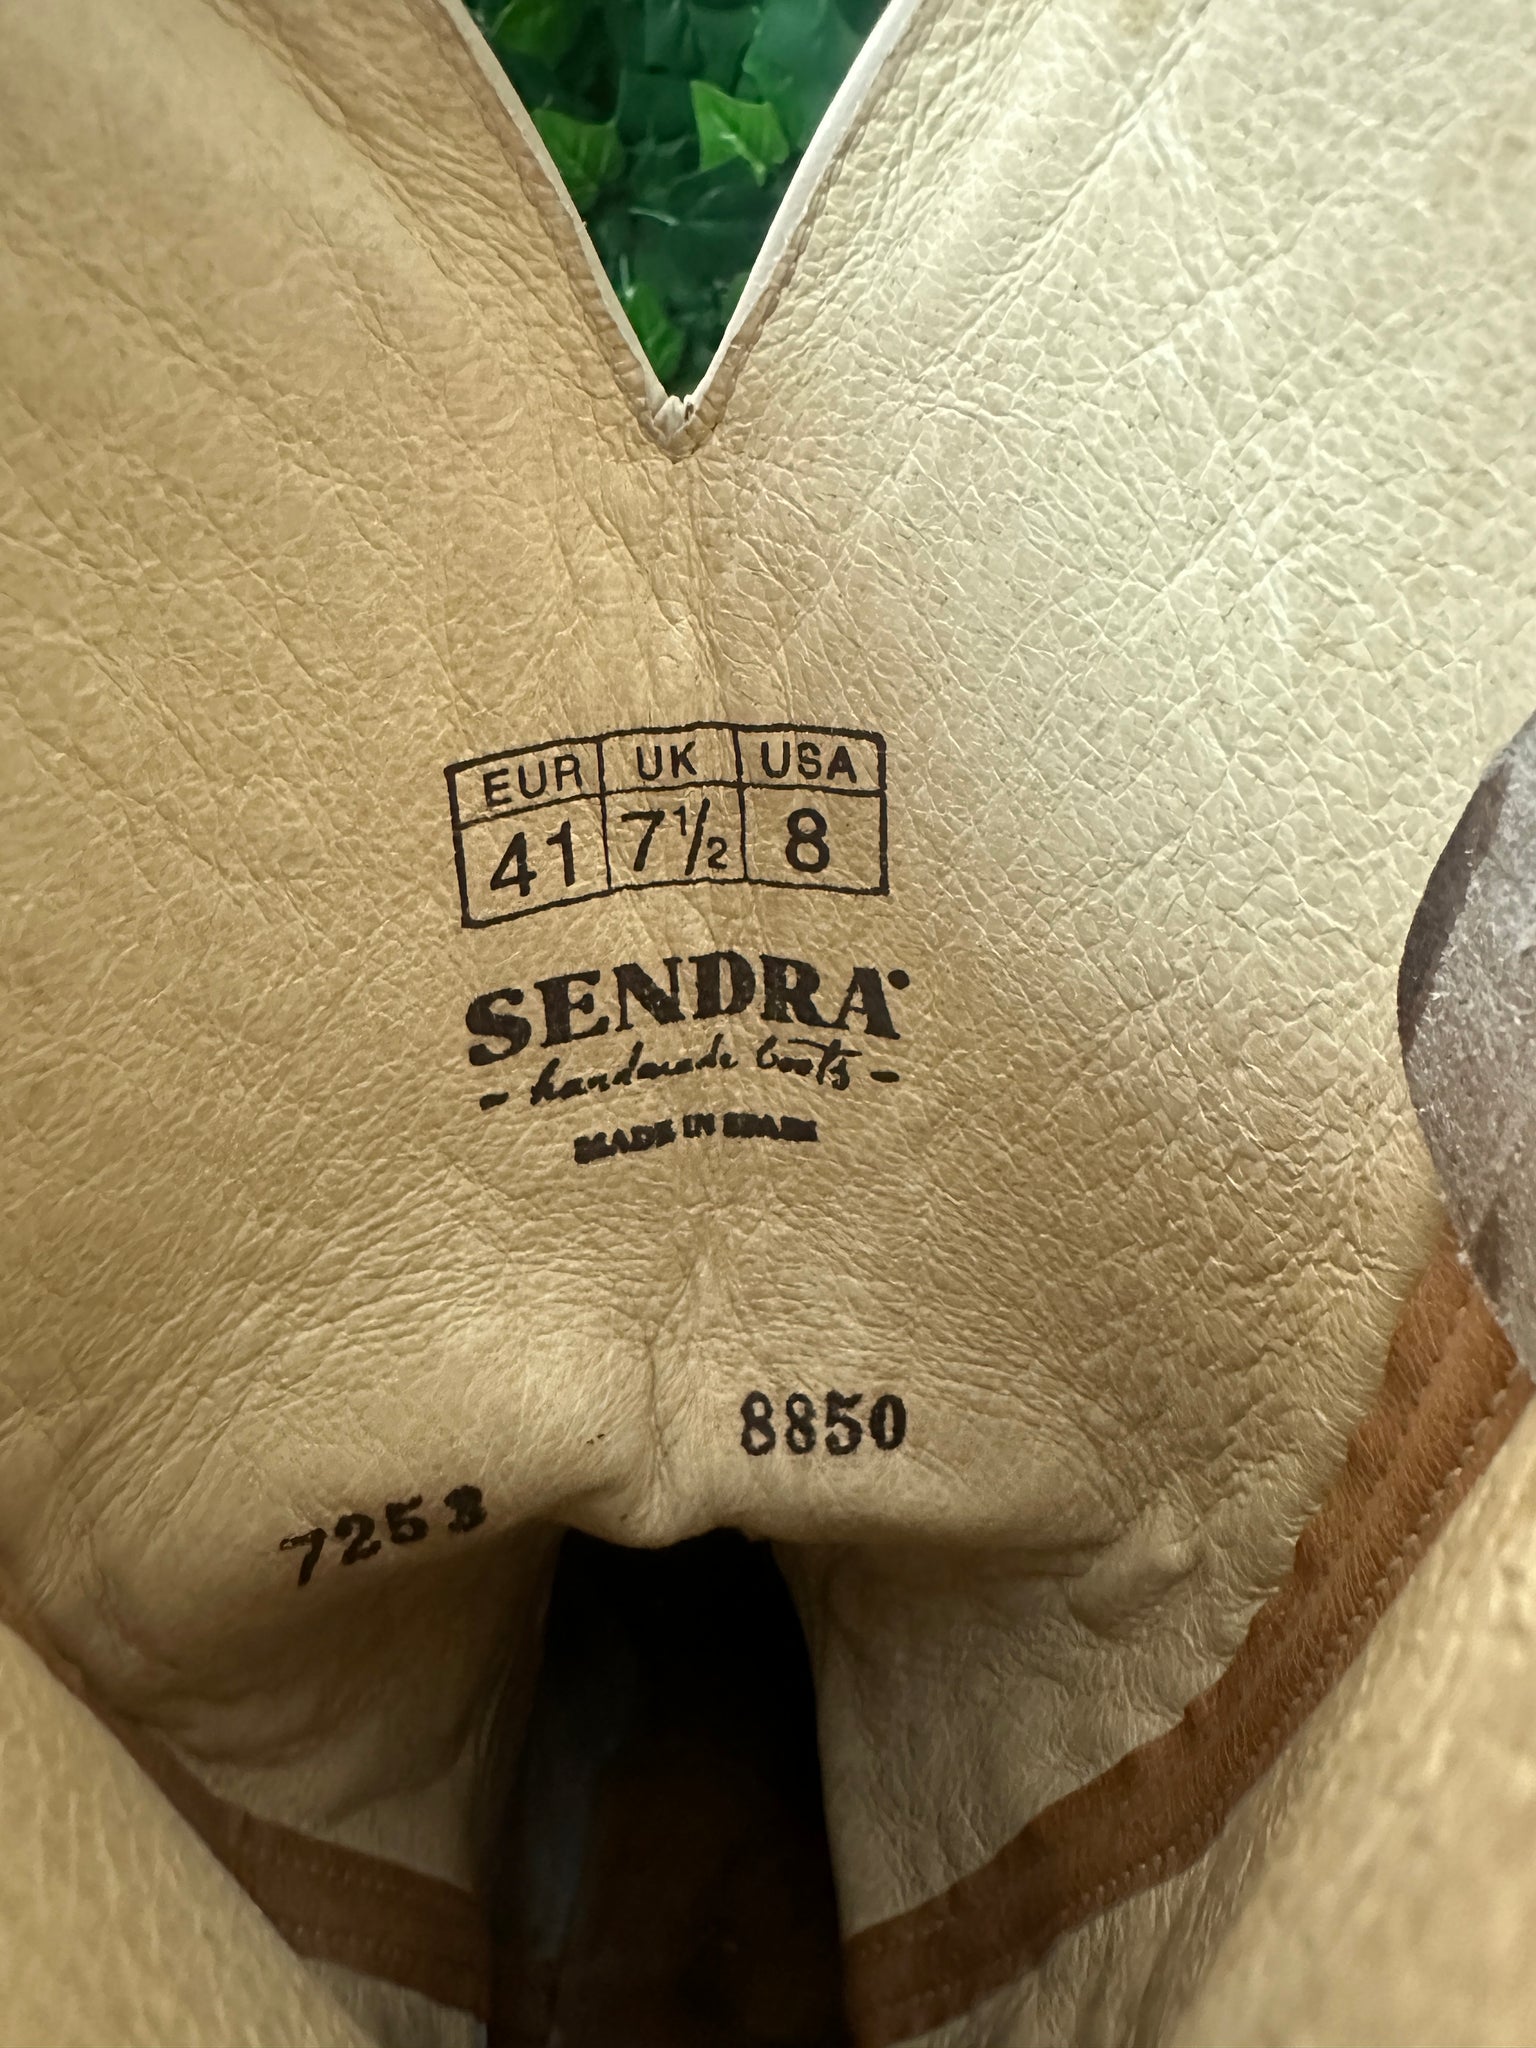 EUR UK USA
41 7½ 8
SENDRA
- handmade boots -
MADE IN SPAIN
8850
7253